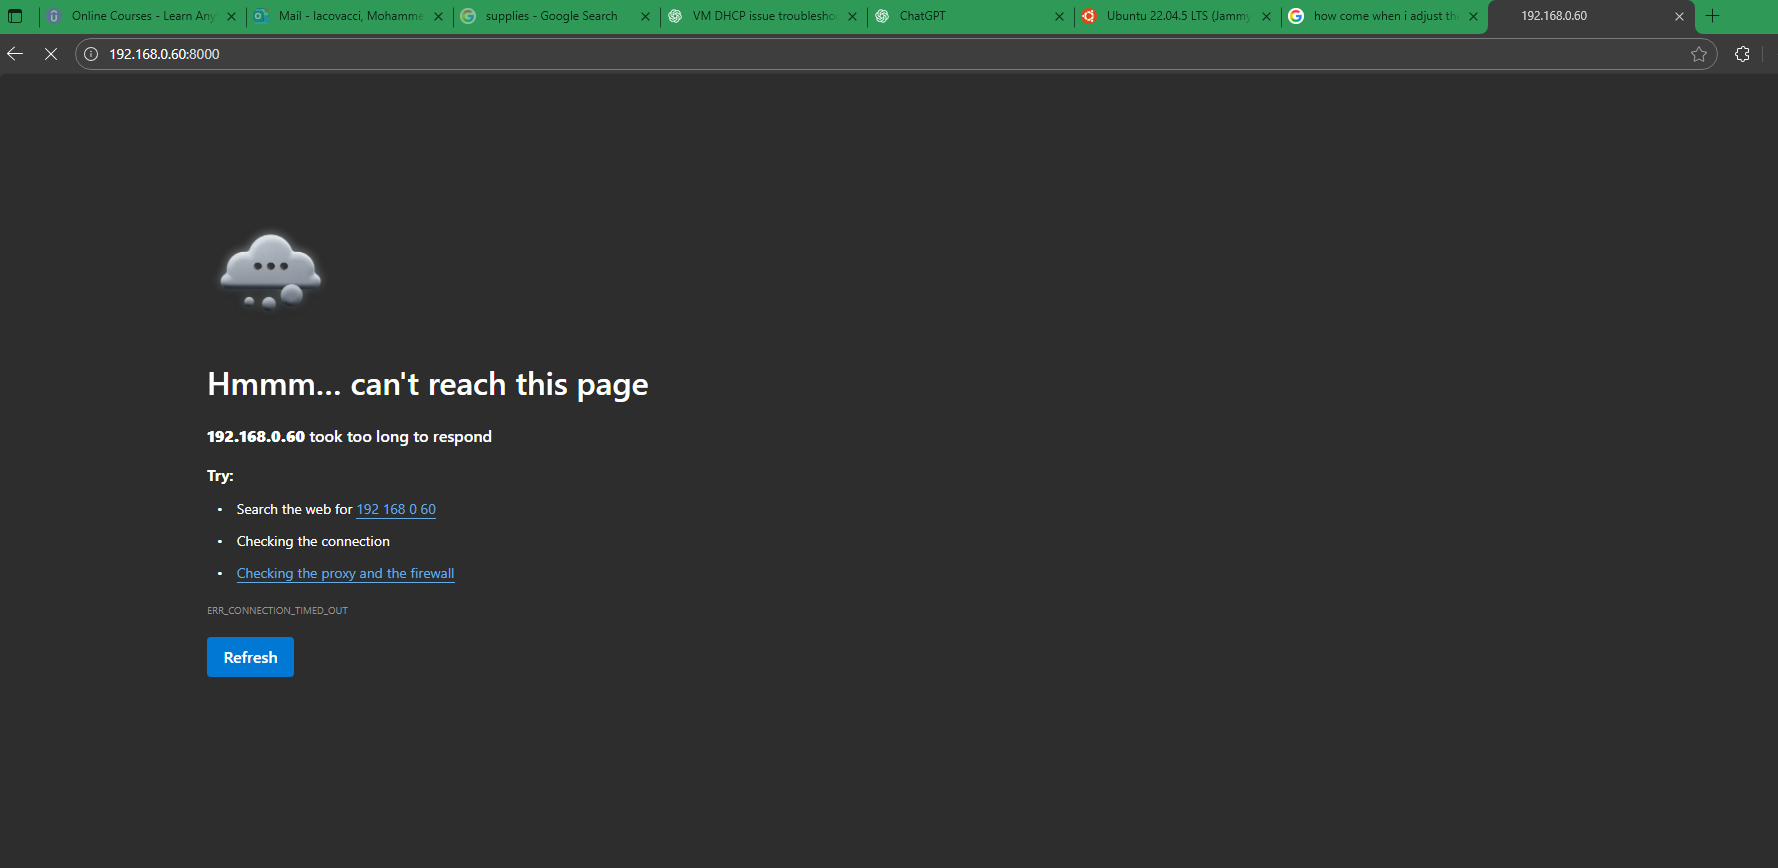 Online Courses - Learn Any
Mail - Iacovacci, Mohamme
supplies - Google Search
VM DHCP issue troublesho
ChatGPT
Ubuntu 22.04.5 LTS (Jammy
how come when i adjust the
192.168.0.60
192.168.0.60:8000
Hmmm... can't reach this page
192.168.0.60 took too long to respond
Try:
• Search the web for 192 168 0 60
• Checking the connection
• Checking the proxy and the firewall
ERR_CONNECTION_TIMED_OUT
Refresh